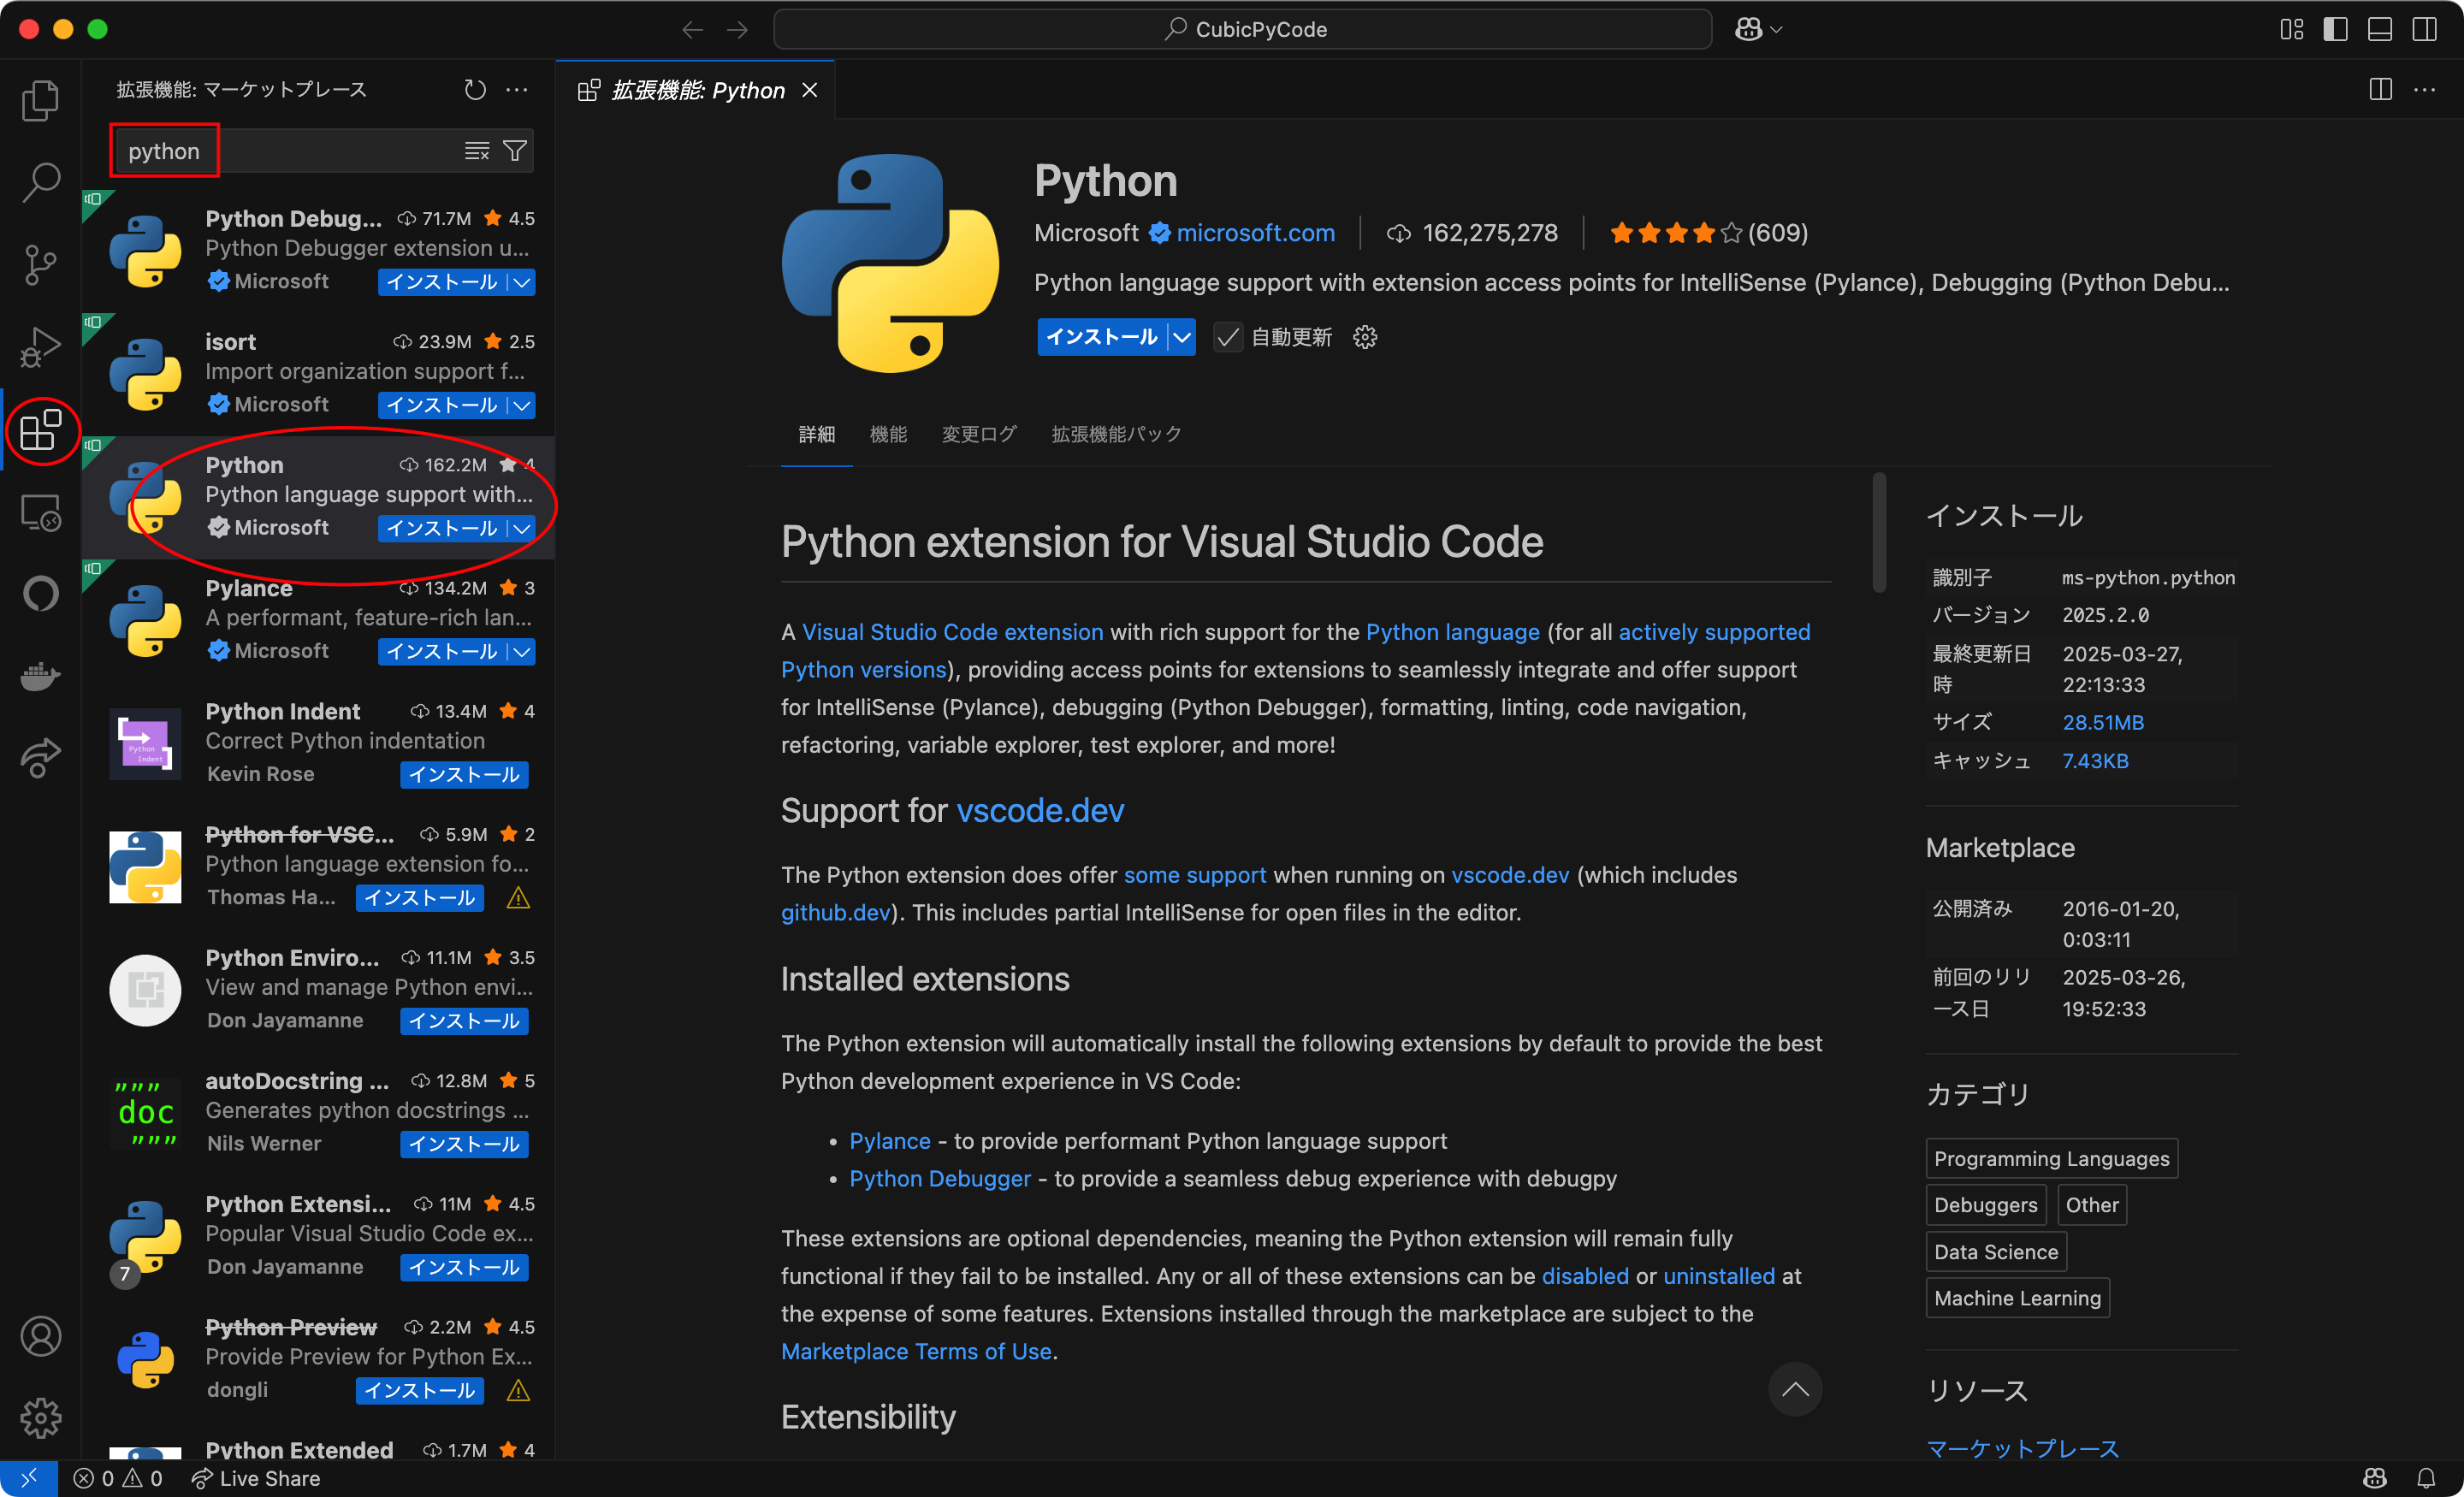 CubicPyCode
拡張機能: マーケットプレース
python
Python Debug... 71.7M 4.5
Python Debugger extension u...
Microsoft インストール
isort 23.9M 2.5
Import organization support f...
Microsoft インストール
Python 162.2M 4
Python language support with...
Microsoft インストール
Pylance 134.2M 3
A performant, feature-rich lan...
Microsoft インストール
Python Indent 13.4M 4
Correct Python indentation
Kevin Rose インストール
Python
Indent
Python for VSC... 5.9M 2
Python language extension fo...
Thomas Ha... インストール
Python Enviro... 11.1M 3.5
View and manage Python envi...
Don Jayamanne インストール
autoDocstring ... 12.8M 5
Generates python docstrings ...
Nils Werner インストール
"""
doc
"""
Python Extensi... 11M 4.5
Popular Visual Studio Code ex...
Don Jayamanne インストール
7
Python Preview 2.2M 4.5
Provide Preview for Python Ex...
dongli インストール
Python Extended 1.7M 4
拡張機能: Python
Python
Microsoft microsoft.com 162,275,278 (609)
Python language support with extension access points for IntelliSense (Pylance), Debugging (Python Debu...
インストール 自動更新
詳細 機能 変更ログ 拡張機能パック
Python extension for Visual Studio Code
A Visual Studio Code extension with rich support for the Python language (for all actively supported
Python versions), providing access points for extensions to seamlessly integrate and offer support
for IntelliSense (Pylance), debugging (Python Debugger), formatting, linting, code navigation,
refactoring, variable explorer, test explorer, and more!
Support for vscode.dev
The Python extension does offer some support when running on vscode.dev (which includes
github.dev). This includes partial IntelliSense for open files in the editor.
Installed extensions
The Python extension will automatically install the following extensions by default to provide the best
Python development experience in VS Code:
• Pylance - to provide performant Python language support
• Python Debugger - to provide a seamless debug experience with debugpy
These extensions are optional dependencies, meaning the Python extension will remain fully
functional if they fail to be installed. Any or all of these extensions can be disabled or uninstalled at
the expense of some features. Extensions installed through the marketplace are subject to the
Marketplace Terms of Use.
Extensibility
インストール
識別子 ms-python.python
バージョン 2025.2.0
最終更新日 2025-03-27,
時 22:13:33
サイズ 28.51MB
キャッシュ 7.43KB
Marketplace
公開済み 2016-01-20,
0:03:11
前回のリリ 2025-03-26,
ース日 19:52:33
カテゴリ
Programming Languages
Debuggers Other
Data Science
Machine Learning
リソース
マーケットプレース
0 0 Live Share